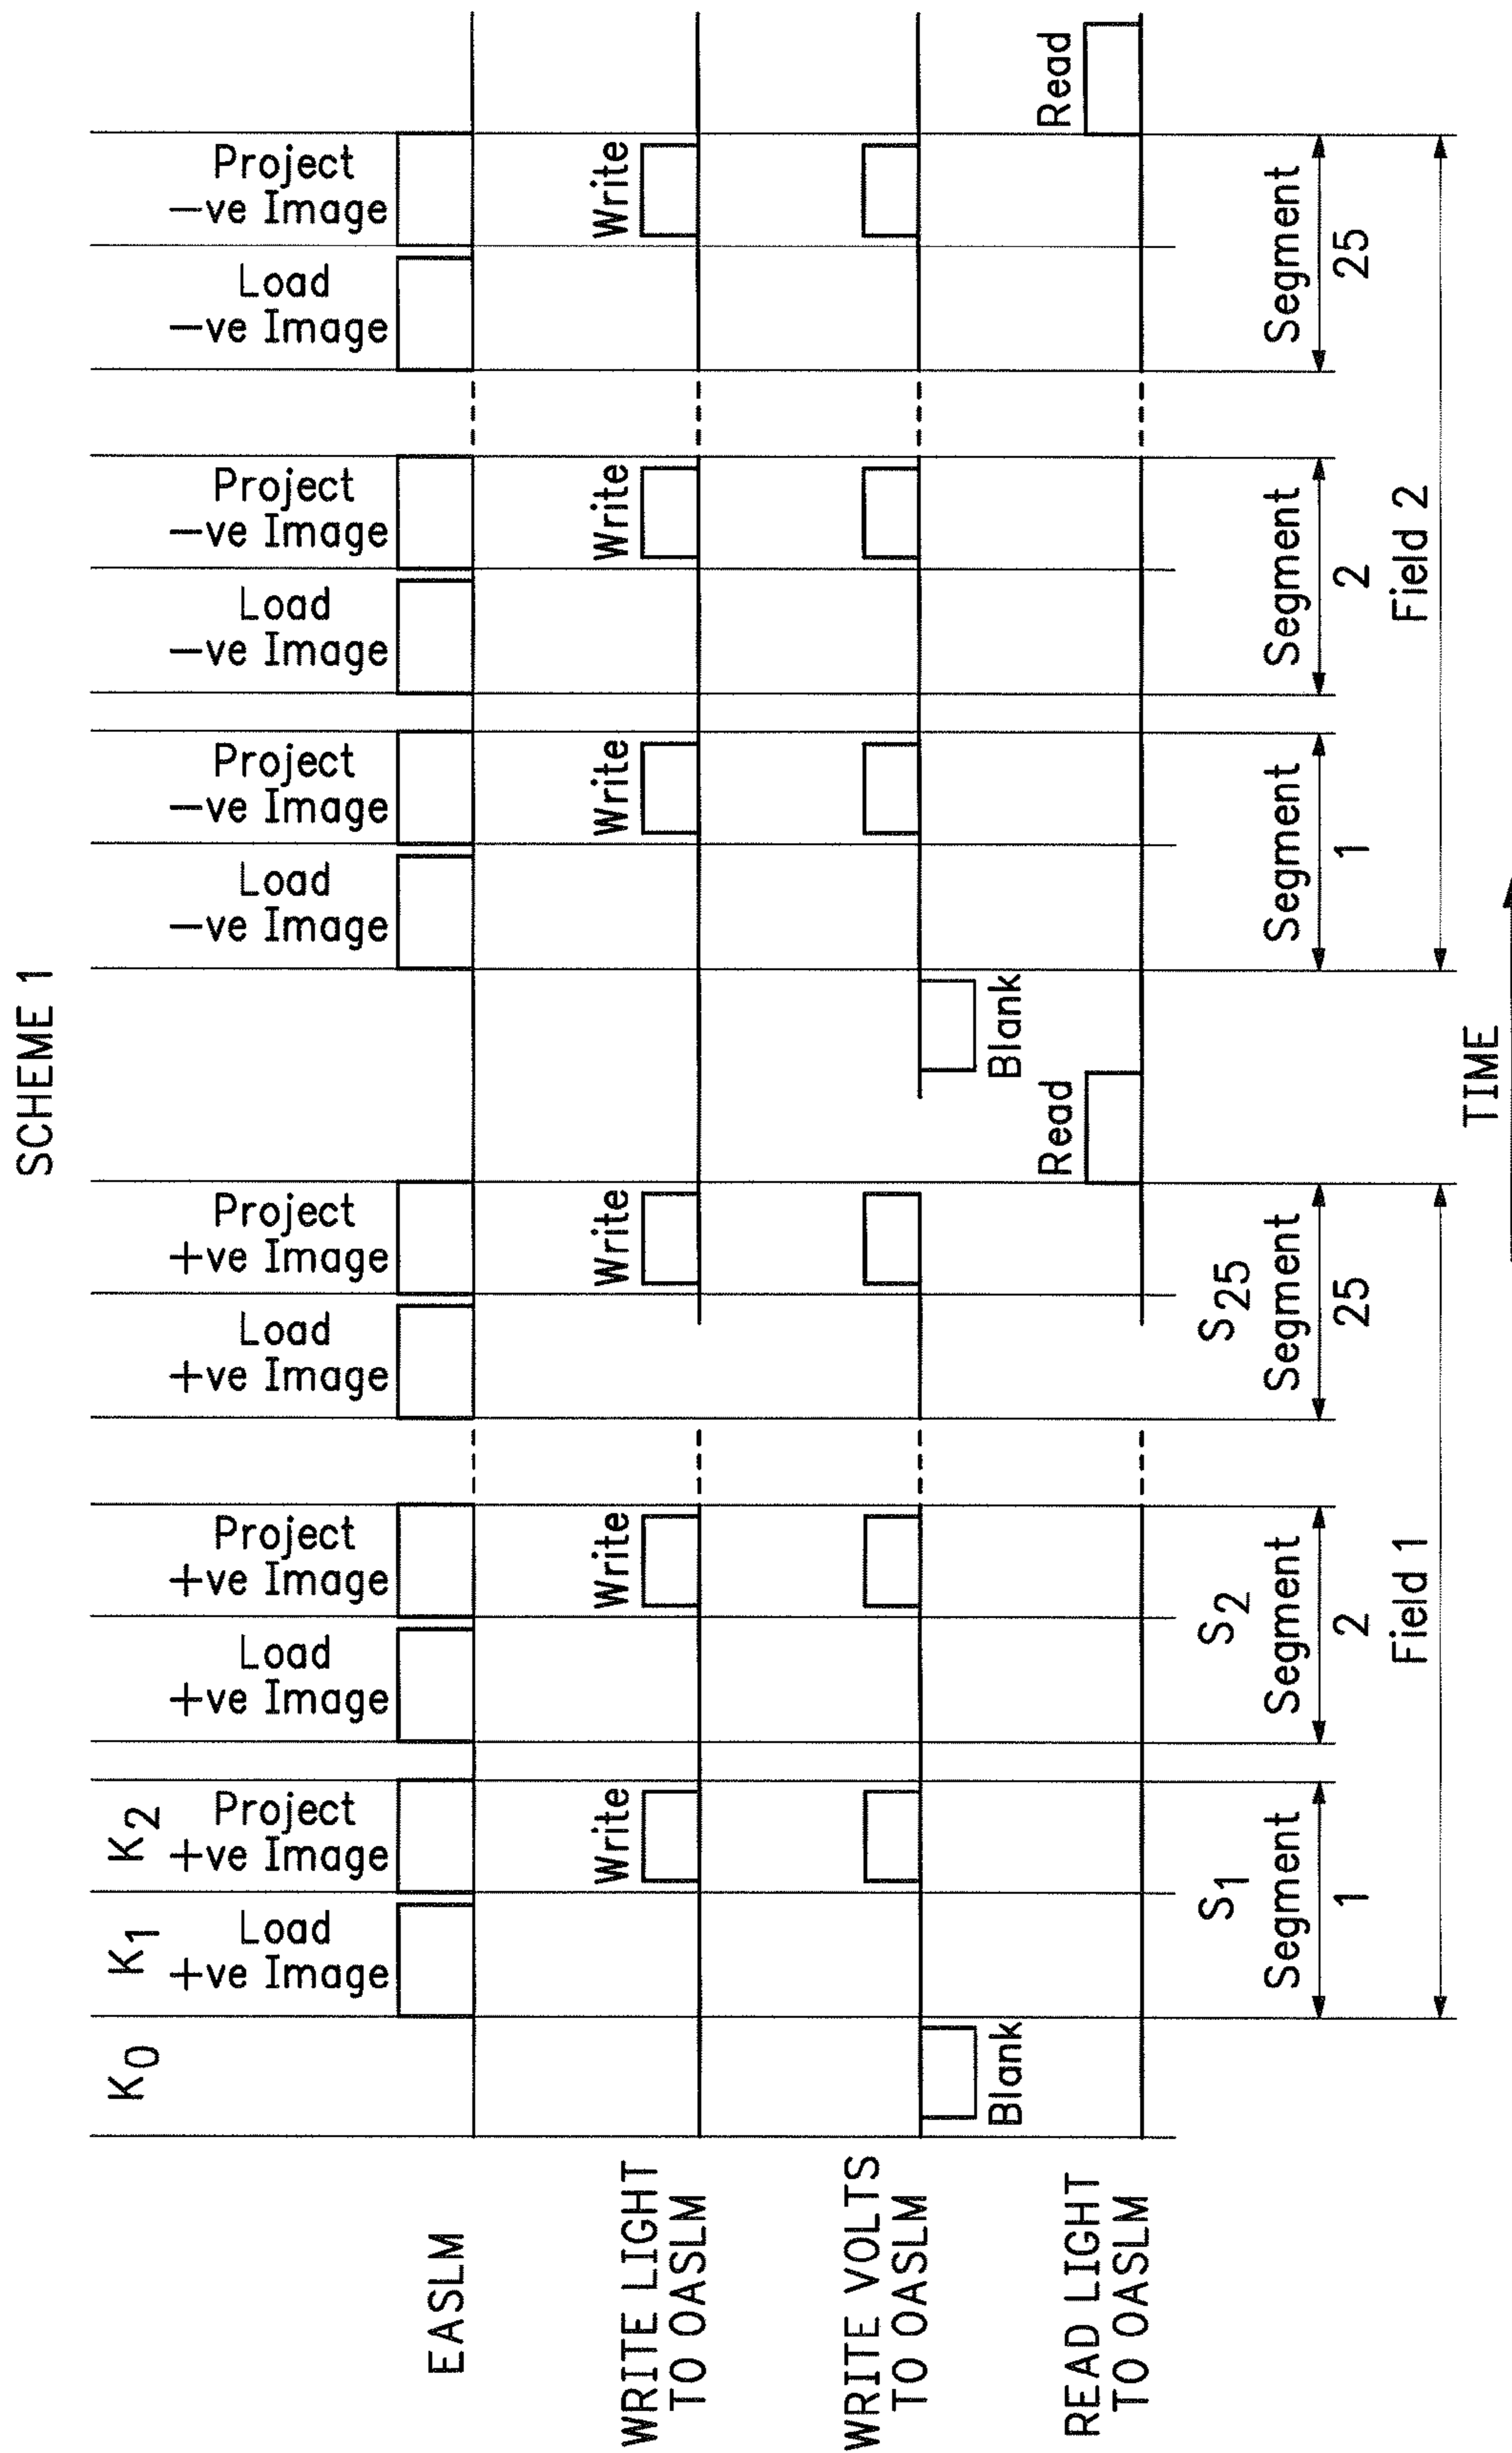 SCHEME 1
K0
K1
K2
Load
+ve Image
Project
+ve Image
Load
+ve Image
Project
+ve Image
Load
+ve Image
Project
+ve Image
Load
-ve Image
Project
-ve Image
Load
-ve Image
Project
-ve Image
Load
-ve Image
Project
-ve Image
EASLM
WRITE LIGHT
TO OASLM
Write
Write
Write
Write
Write
Write
WRITE VOLTS
TO OASLM
Blank
Blank
READ LIGHT
TO OASLM
Read
Read
S1
Segment
1
S2
Segment
2
S25
Segment
25
Segment
1
Segment
2
Segment
25
Field 1
Field 2
TIME